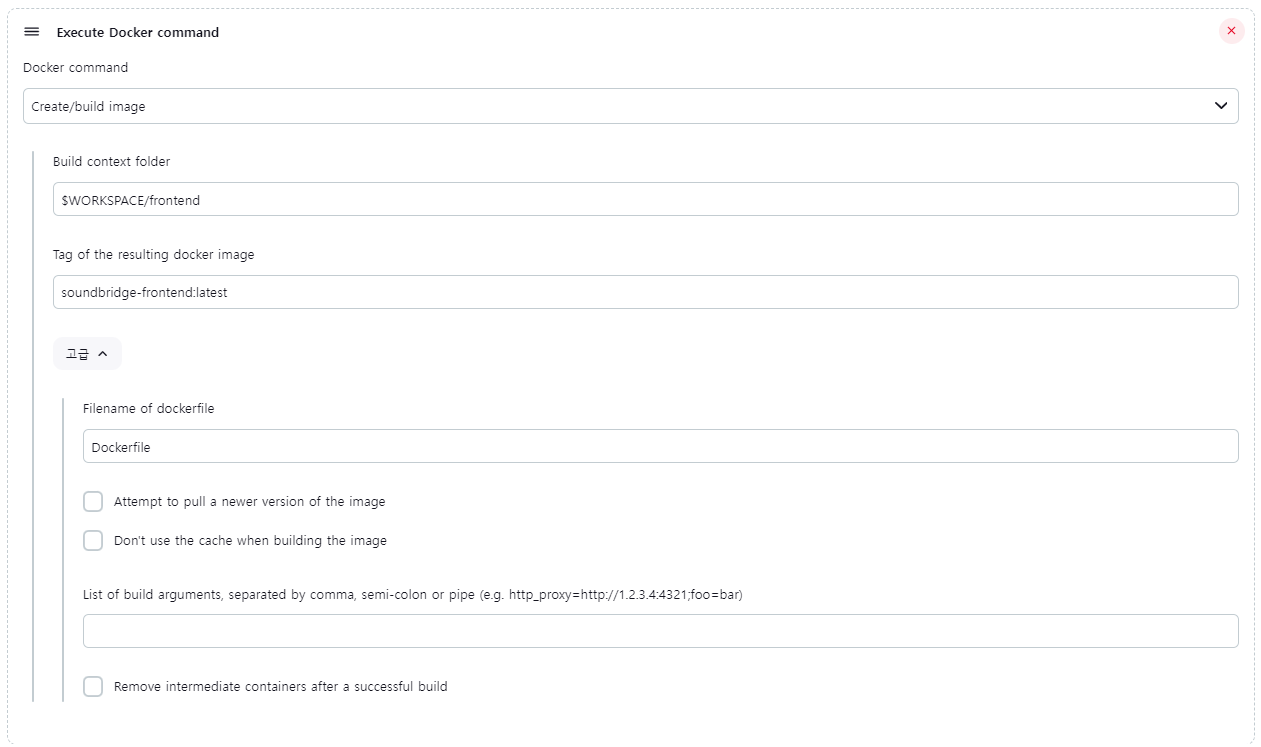 Execute Docker command
Docker command
Create/build image
Build context folder
$WORKSPACE/frontend
Tag of the resulting docker image
soundbridge-frontend:latest
고급
Filename of dockerfile
Dockerfile
Attempt to pull a newer version of the image
Don't use the cache when building the image
List of build arguments, separated by comma, semi-colon or pipe (e.g. http_proxy=http://1.2.3.4:4321;foo=bar)
Remove intermediate containers after a successful build